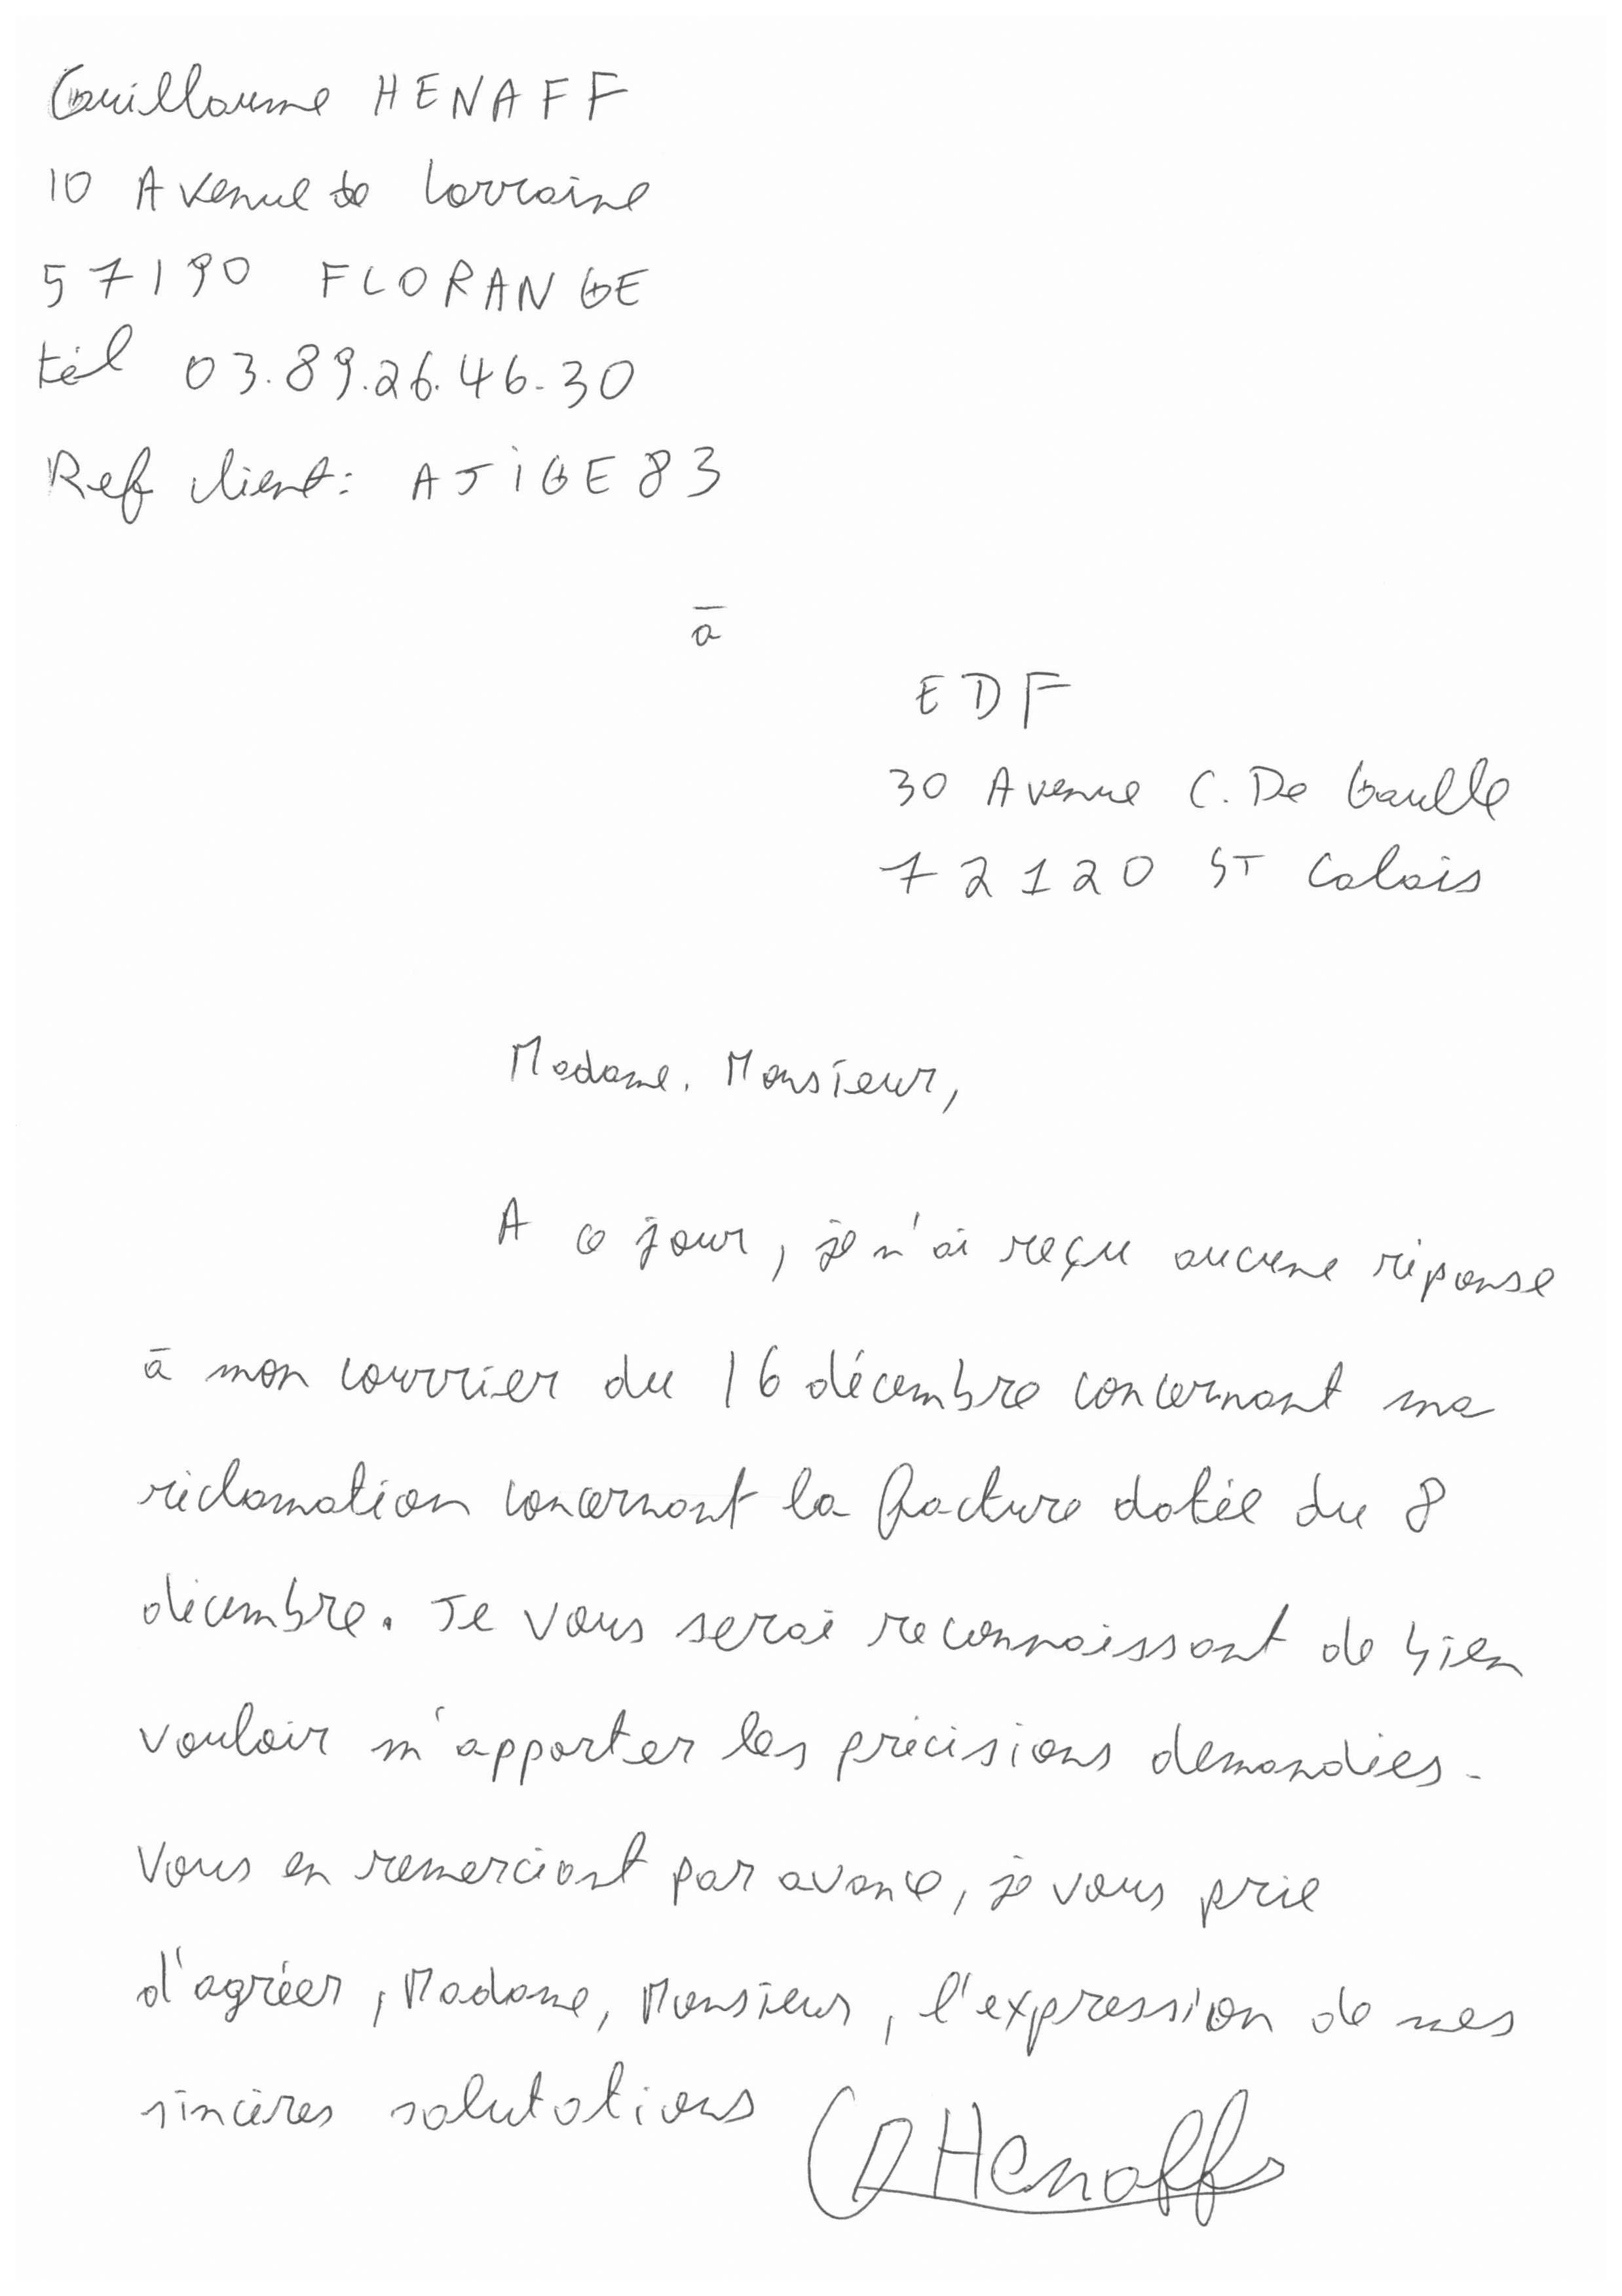 Guillaume HENAFF
10 Avenue de Lorraine
57190 FLORANGE
tél 03.89.26.46.30
Ref client: AJIGE83
à
EDF
30 Avenue C. De Gaulle
72120 ST Calais
Madame, Monsieur,
A ce jour, je n'ai reçu aucune réponse
à mon courrier du 16 décembre concernant ma
réclamation concernant la facture datée du 8
décembre. Je vous serai reconnaissant de bien
vouloir m'apporter les précisions demandées.
Vous en remerciant par avance, je vous prie
d'agréer, Madame, Monsieur, l'expression de mes
sincères salutations
GHenaff